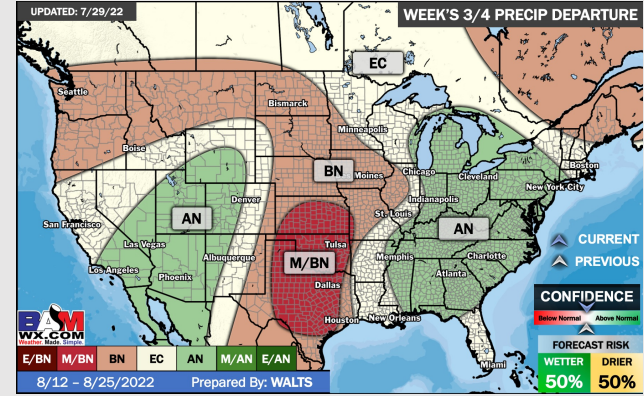 UPDATED: 7/29/22
WEEK'S 3/4 PRECIP DEPARTURE
EC
Seattle
Bismarck
Minneapolis
Boise
BN
Moines
Chicago
Cleveland
Boston
New York City
Denver
Indianapolis
AN
St. Louis
San Francisco
AN
Las Vegas
Tulsa
Albuquerque
M/BN
Memphis
Charlotte
Los Angeles
Phoenix
Dallas
Atlanta
Houston
New Orleans
Miami
CURRENT
PREVIOUS
CONFIDENCE
Below Normal
Above Normal
FORECAST RISK
WETTER
DRIER
50%
50%
BAM
WX.COM
Weather. Made. Simple.
E/BN M/BN BN EC AN M/AN E/AN
8/12 – 8/25/2022 Prepared By: WALTS